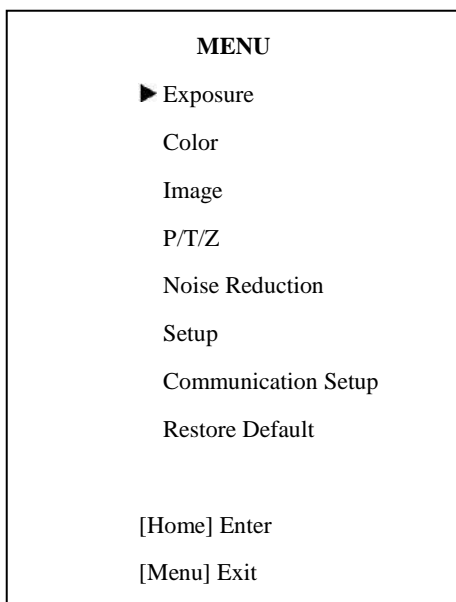 MENU
Exposure
Color
Image
P/T/Z
Noise Reduction
Setup
Communication Setup
Restore Default
[Home] Enter
[Menu] Exit